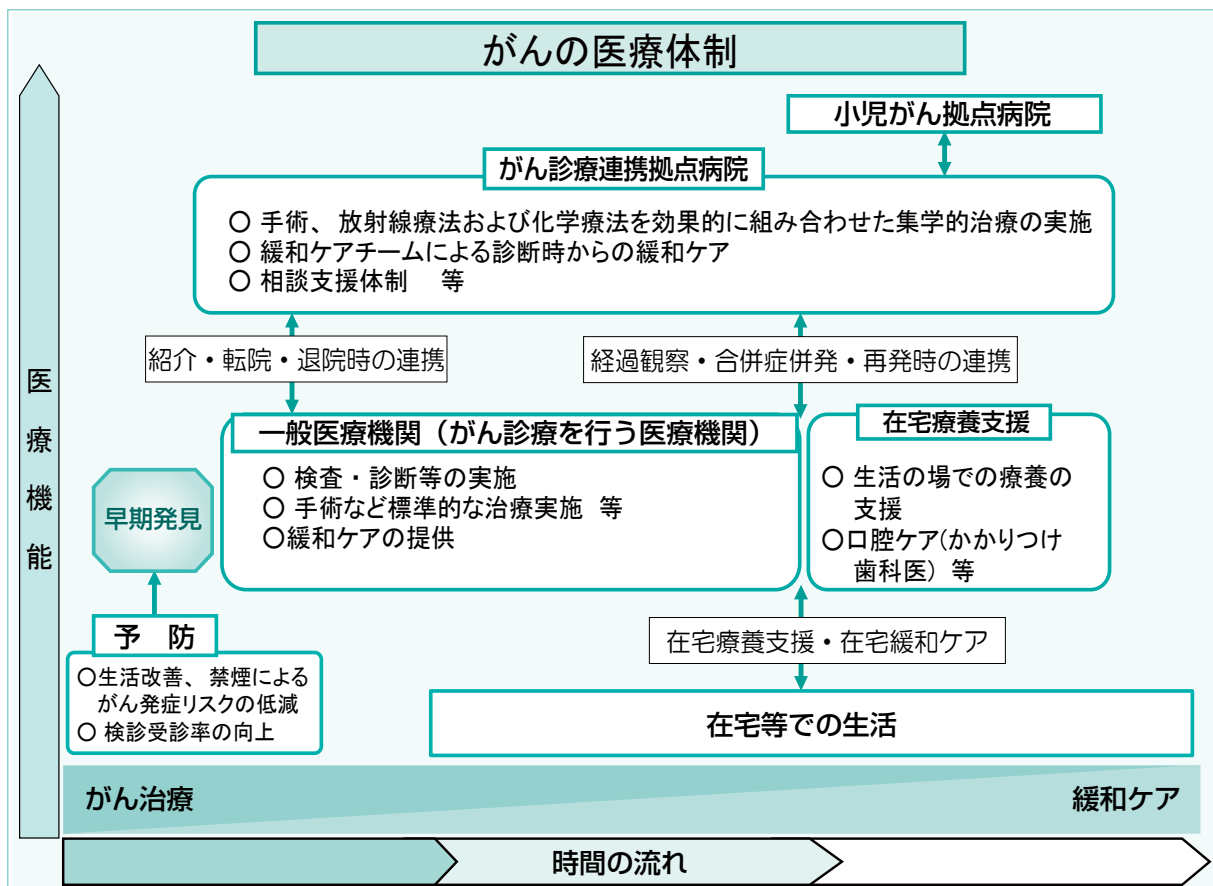 がんの医療体制
小児がん拠点病院
がん診療連携拠点病院
○ 手術、放射線療法および化学療法を効果的に組み合わせた集学的治療の実施
○ 緩和ケアチームによる診断時からの緩和ケア
○ 相談支援体制　等
紹介・転院・退院時の連携
経過観察・合併症併発・再発時の連携
医療機能
一般医療機関（がん診療を行う医療機関）
○ 検査・診断等の実施
○ 手術など標準的な治療実施 等
○緩和ケアの提供
在宅療養支援
○ 生活の場での療養の
支援
○口腔ケア(かかりつけ
歯科医）等
早期発見
予　防
○生活改善、禁煙による
がん発症リスクの低減
○ 検診受診率の向上
在宅療養支援・在宅緩和ケア
在宅等での生活
がん治療
緩和ケア
時間の流れ